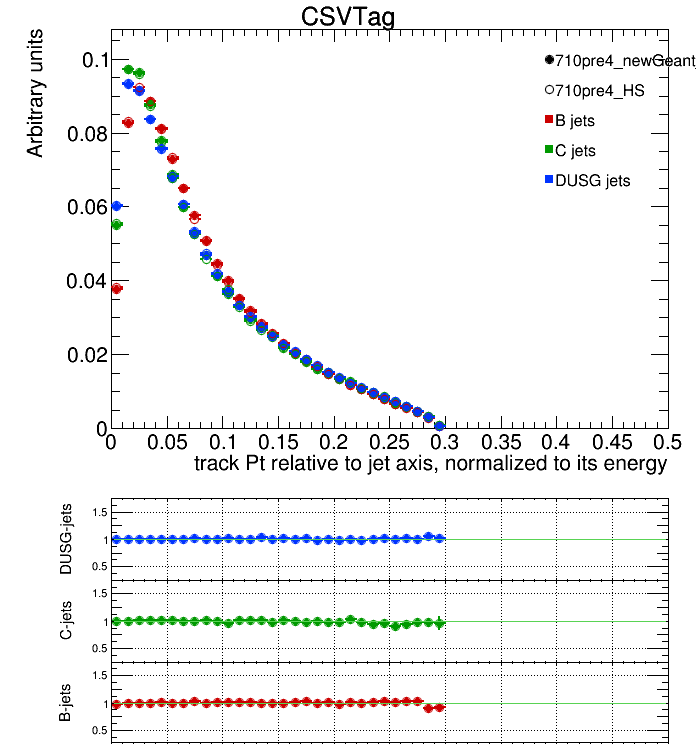 CSVTag
Arbitrary units
0.1
0.08
0.06
0.04
0.02
0
710pre4_newGeant_
710pre4_HS
B jets
C jets
DUSG jets
0 0.05 0.1 0.15 0.2 0.25 0.3 0.35 0.4 0.45 0.5
track Pt relative to jet axis, normalized to its energy
DUSG-jets
1.5
1
0.5
C-jets
1.5
1
0.5
B-jets
1.5
1
0.5